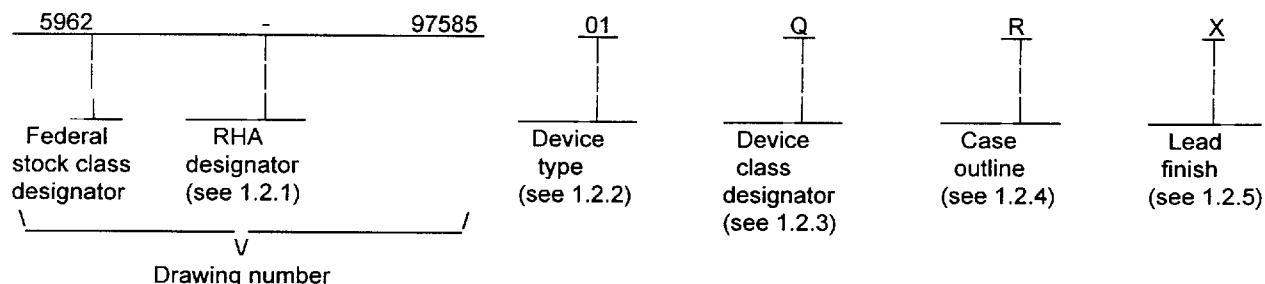 5962 - 97585 01 Q R X
Federal stock class designator
RHA designator (see 1.2.1)
Device type (see 1.2.2)
Device class designator (see 1.2.3)
Case outline (see 1.2.4)
Lead finish (see 1.2.5)
\ /
V
Drawing number